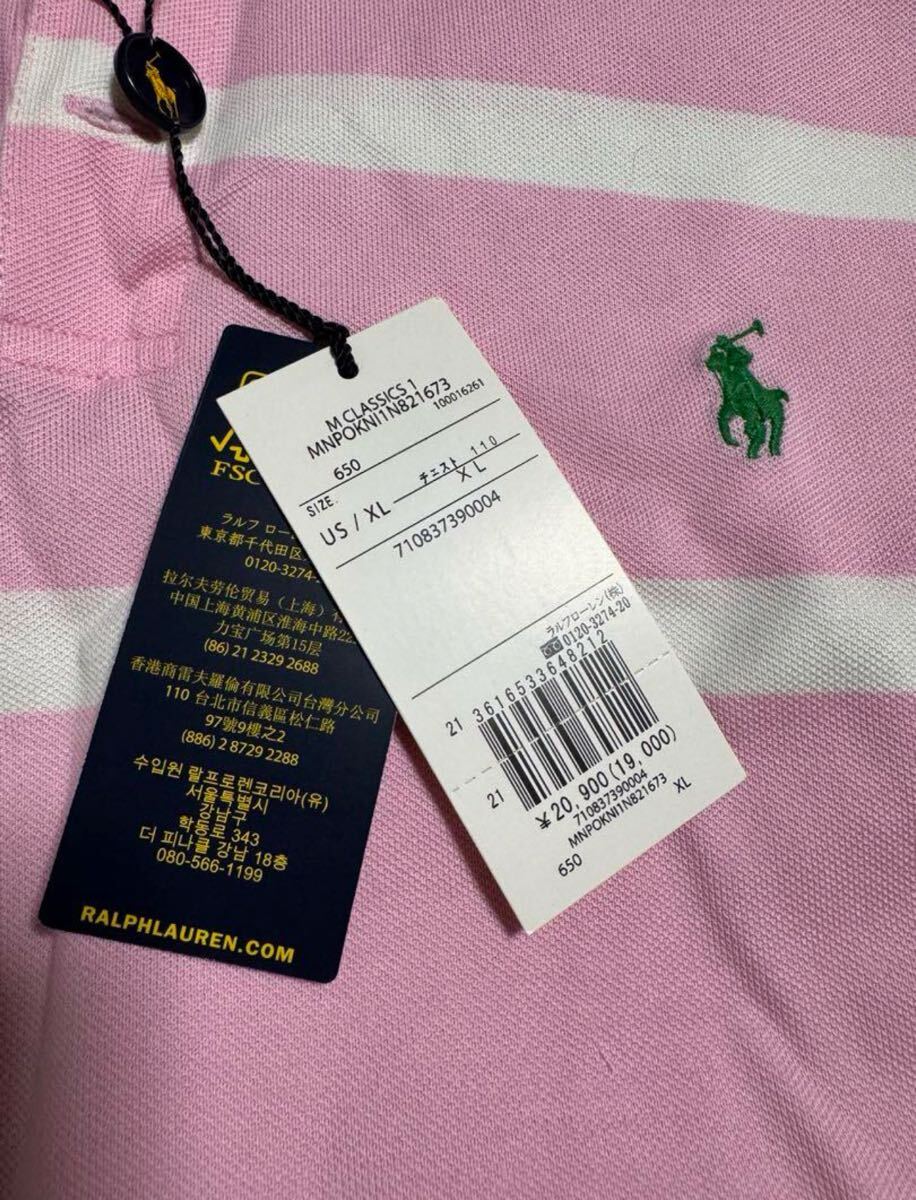 M CLASSICS 1
MNPOKNI1N821673
100016261
650
SIZE.
チェスト 110
US / XL XL
710837390004
ラルフローレン(株)
0120-3274-20
21 3616533648212
21
¥20,900(19,000)
710837390004
MNPOKNI1N821673
650 XL
FSC
ラルフ ロー
東京都千代田区
0120-3274-
拉尔夫劳伦贸易（上海）
中国上海黄浦区淮海中路22
力宝广场第15层
(86) 21 2329 2688
香港商雷夫羅倫有限公司台灣分公司
110 台北市信義區松仁路
97號9樓之2
(886) 2 8729 2288
수입원 랄프로렌코리아(유)
서울특별시
강남구
학동로 343
더 피나클 강남 18층
080-566-1199
RALPHLAUREN.COM